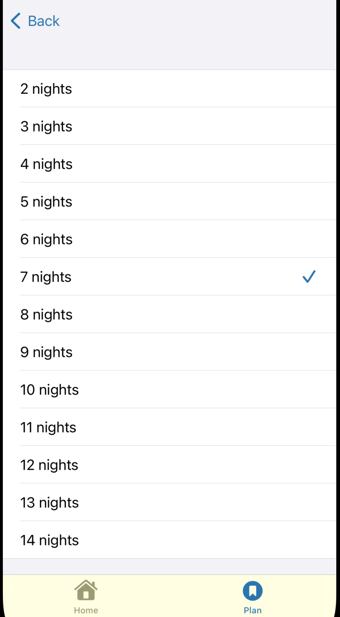 Back
2 nights
3 nights
4 nights
5 nights
6 nights
7 nights
8 nights
9 nights
10 nights
11 nights
12 nights
13 nights
14 nights
Home
Plan